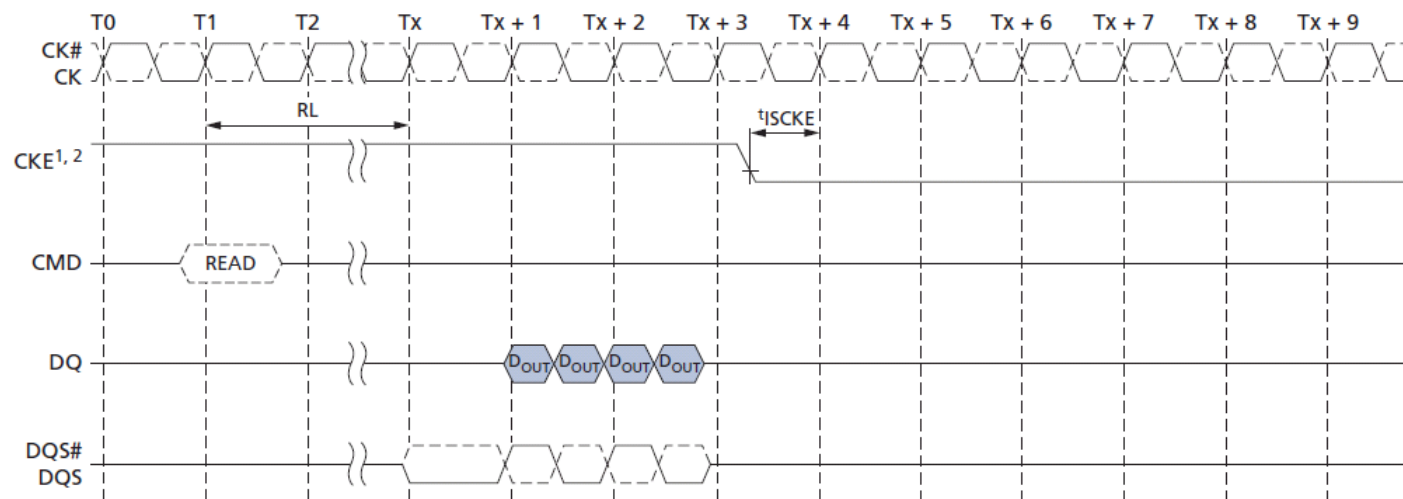 T0 T1 T2 Tx Tx + 1 Tx + 2 Tx + 3 Tx + 4 Tx + 5 Tx + 6 Tx + 7 Tx + 8 Tx + 9
CK#
CK
RL
tISCKE
CKE1, 2
CMD READ
DQ DOUT DOUT DOUT DOUT
DQS#
DQS